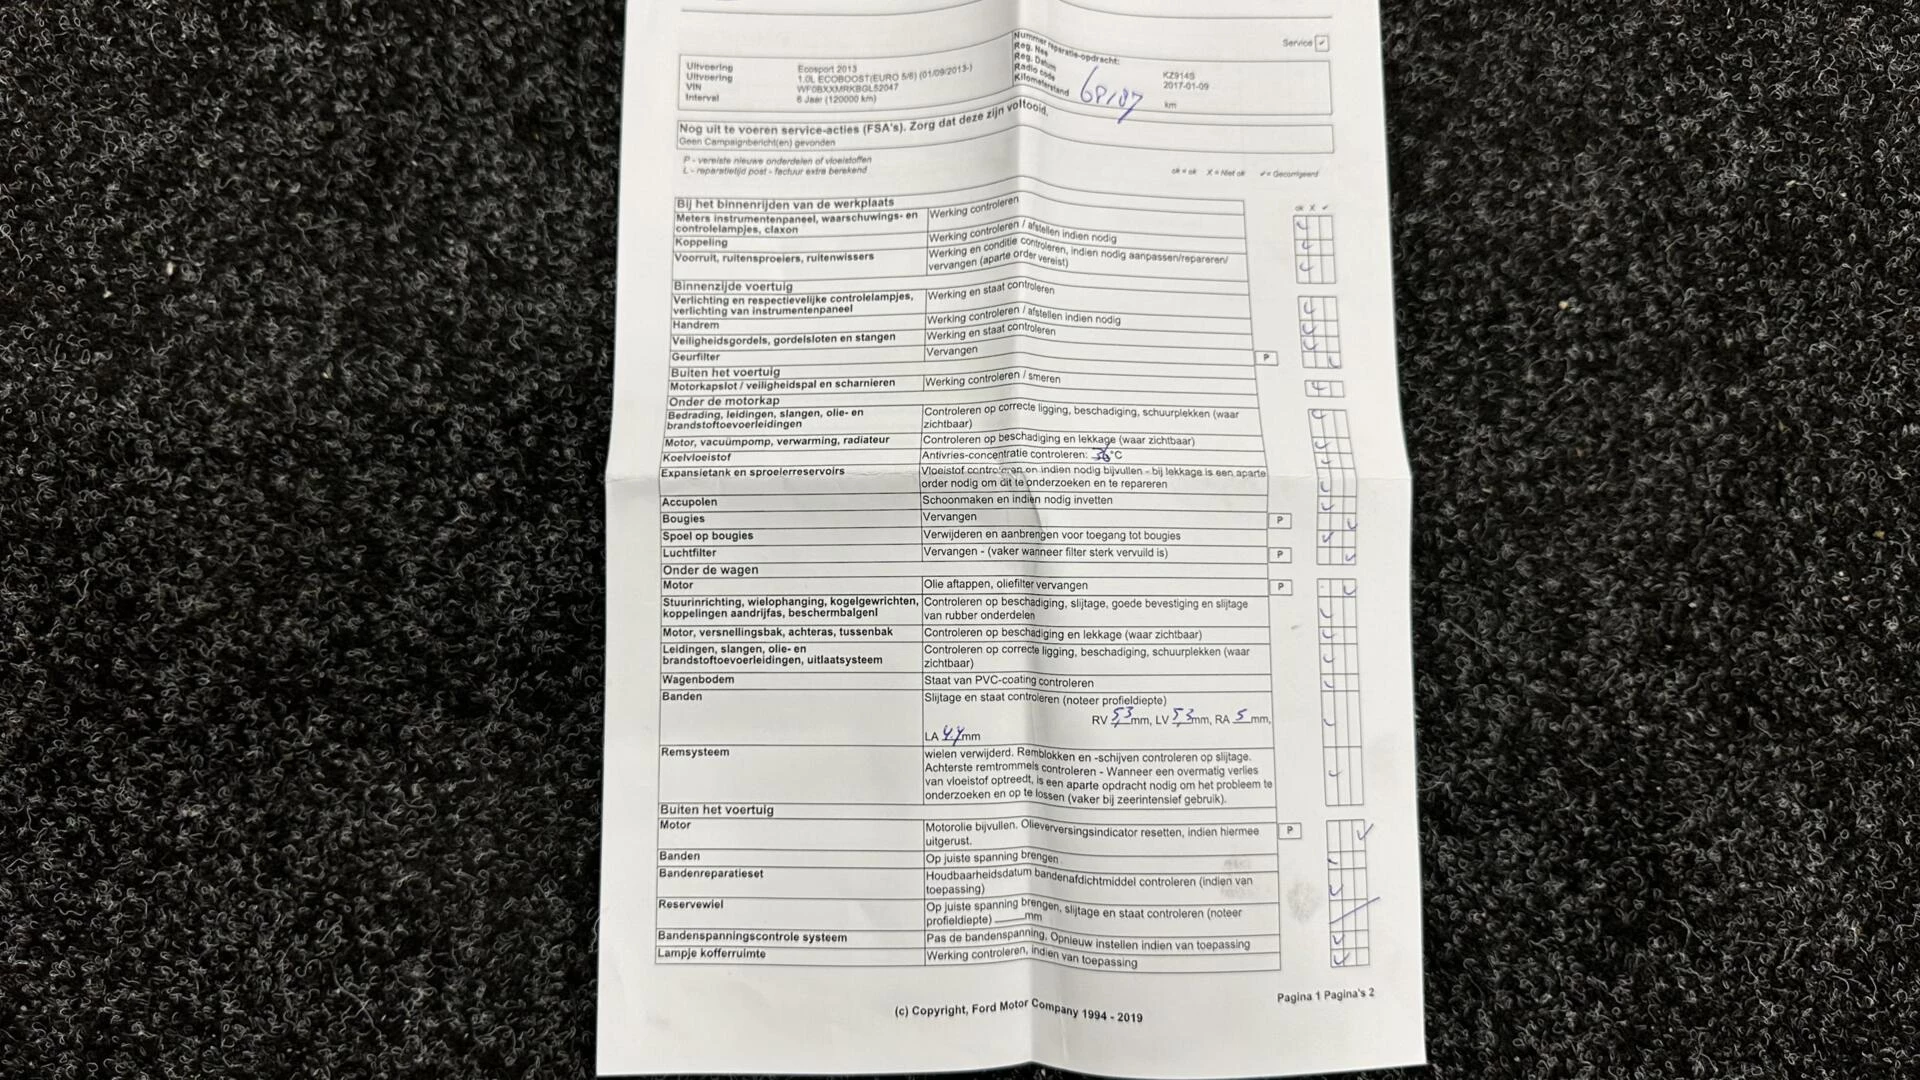 Service ✓
Uitvoering Ecosport 2013
Uitvoering 1.0L ECOBOOST(EURO 5/6) (01/09/2013-)
VIN
Interval 6 Jaar (120000 km)
Nummer reparatie-opdracht:
Reg. Nee KZ914S
Reg. Datum 2017-01-09
Radio code
Kilometerstand km
Nog uit te voeren service-acties (FSA's). Zorg dat deze zijn voltooid.
Geen Campaignbericht(en) gevonden
P - vereiste nieuwe onderdelen of vloeistoffen
L - reparatietijd post - factuur extra berekend
ok = ok X = Niet ok ✓= Gecorrigeerd
ok X ✓
Bij het binnenrijden van de werkplaats
Meters instrumentenpaneel, waarschuwings- en Werking controleren
controlelampjes, claxon
Koppeling Werking controleren / afstellen indien nodig
Voorruit, ruitensproeiers, ruitenwissers Werking en conditie controleren, indien nodig aanpassen/repareren/
vervangen (aparte order vereist)
Binnenzijde voertuig
Verlichting en respectievelijke controlelampjes, Werking en staat controleren
verlichting van instrumentenpaneel
Handrem Werking controleren / afstellen indien nodig
Veiligheidsgordels, gordelsloten en stangen Werking en staat controleren
Geurfilter Vervangen P
Buiten het voertuig
Motorkapslot / veiligheidspal en scharnieren Werking controleren / smeren
Onder de motorkap
Bedrading, leidingen, slangen, olie- en Controleren op correcte ligging, beschadiging, schuurplekken (waar
brandstoftoevoerleidingen zichtbaar)
Motor, vacuümpomp, verwarming, radiateur Controleren op beschadiging en lekkage (waar zichtbaar)
Koelvloeistof Antivries-concentratie controleren: 36°C
Expansietank en sproeierreservoirs Vloeistof controleren en indien nodig bijvullen - bij lekkage is een aparte
order nodig om dit te onderzoeken en te repareren
Accupolen Schoonmaken en indien nodig invetten
Bougies Vervangen P
Spoel op bougies Verwijderen en aanbrengen voor toegang tot bougies
Luchtfilter Vervangen - (vaker wanneer filter sterk vervuild is) P
Onder de wagen
Motor Olie aftappen, oliefilter vervangen P
Stuurinrichting, wielophanging, kogelgewrichten, Controleren op beschadiging, slijtage, goede bevestiging en slijtage
koppelingen aandrijfas, beschermbalgenl van rubber onderdelen
Motor, versnellingsbak, achteras, tussenbak Controleren op beschadiging en lekkage (waar zichtbaar)
Leidingen, slangen, olie- en Controleren op correcte ligging, beschadiging, schuurplekken (waar
brandstoftoevoerleidingen, uitlaatsysteem zichtbaar)
Wagenbodem Staat van PVC-coating controleren
Banden Slijtage en staat controleren (noteer profieldiepte)
RV 5,3 mm, LV 5,3 mm, RA 5 mm,
LA 4,4 mm
Remsysteem wielen verwijderd. Remblokken en -schijven controleren op slijtage.
Achterste remtrommels controleren - Wanneer een overmatig verlies
van vloeistof optreedt, is een aparte opdracht nodig om het probleem te
onderzoeken en op te lossen (vaker bij zeerintensief gebruik).
Buiten het voertuig
Motor Motorolie bijvullen. Olieverversingsindicator resetten, indien hiermee P
uitgerust.
Banden Op juiste spanning brengen
Bandenreparatieset Houdbaarheidsdatum bandenafdichtmiddel controleren (indien van
toepassing)
Reservewiel Op juiste spanning brengen, slijtage en staat controleren (noteer
profieldiepte) ____mm
Bandenspanningscontrole systeem Pas de bandenspanning, Opnieuw instellen indien van toepassing
Lampje kofferruimte Werking controleren, indien van toepassing
Pagina 1 Pagina's 2
(c) Copyright, Ford Motor Company 1994 - 2019